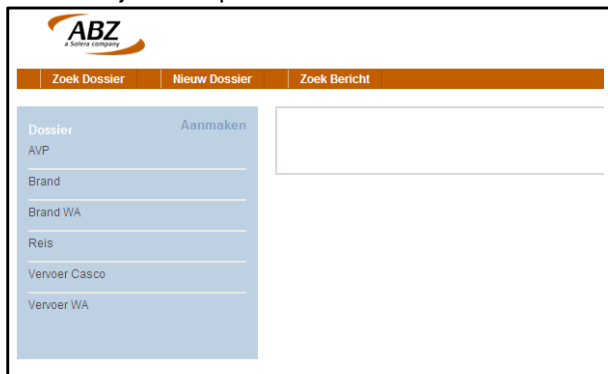 ABZ
a Solera company
Zoek Dossier Nieuw Dossier Zoek Bericht
Dossier Aanmaken
AVP
Brand
Brand WA
Reis
Vervoer Casco
Vervoer WA